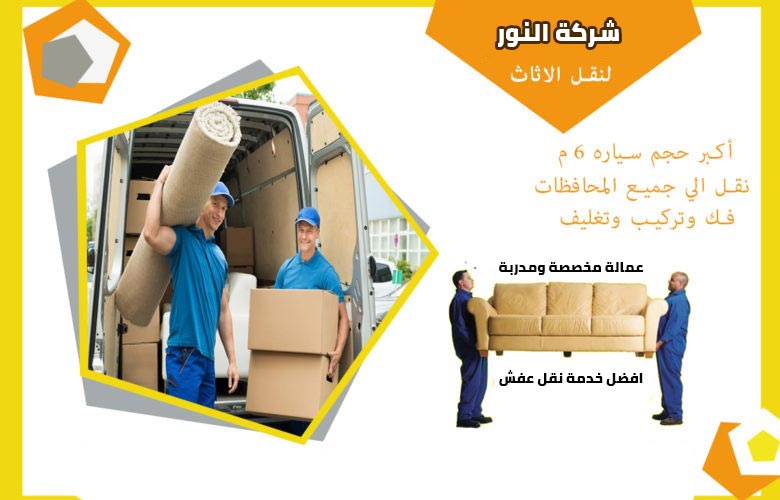 شركة النور
لنقل الاثاث
أكبر حجم سياره 6 م
نقل الي جميع المحافظات
فك وتركيب وتغليف
عمالة مخصصة ومدربة
افضل خدمة نقل عفش